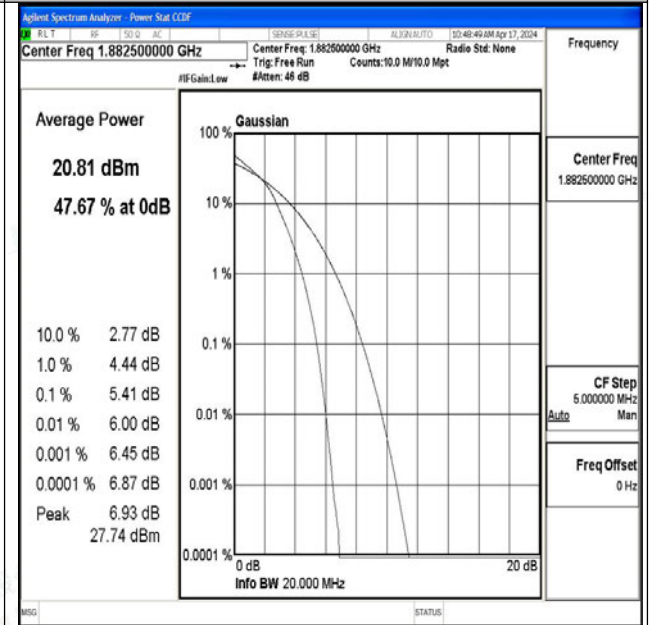 Agilent Spectrum Analyzer - Power Stat CCDF
RLT RF 50 Ω AC SENSE:PULSE ALIGNAUTO 10:48:49 AM Apr 17, 2024
Center Freq 1.882500000 GHz
Center Freq: 1.882500000 GHz Radio Std: None
Trig: Free Run Counts:10.0 M/10.0 Mpt
#IFGain:Low #Atten: 46 dB
Frequency
Average Power
20.81 dBm
47.67 % at 0dB
10.0 % 2.77 dB
1.0 % 4.44 dB
0.1 % 5.41 dB
0.01 % 6.00 dB
0.001 % 6.45 dB
0.0001 % 6.87 dB
Peak 6.93 dB
27.74 dBm
Gaussian
100 %
10 %
1 %
0.1 %
0.01 %
0.001 %
0.0001 %
0 dB 20 dB
Info BW 20.000 MHz
Center Freq
1.882500000 GHz
CF Step
5.000000 MHz
Auto Man
Freq Offset
0 Hz
MSG STATUS